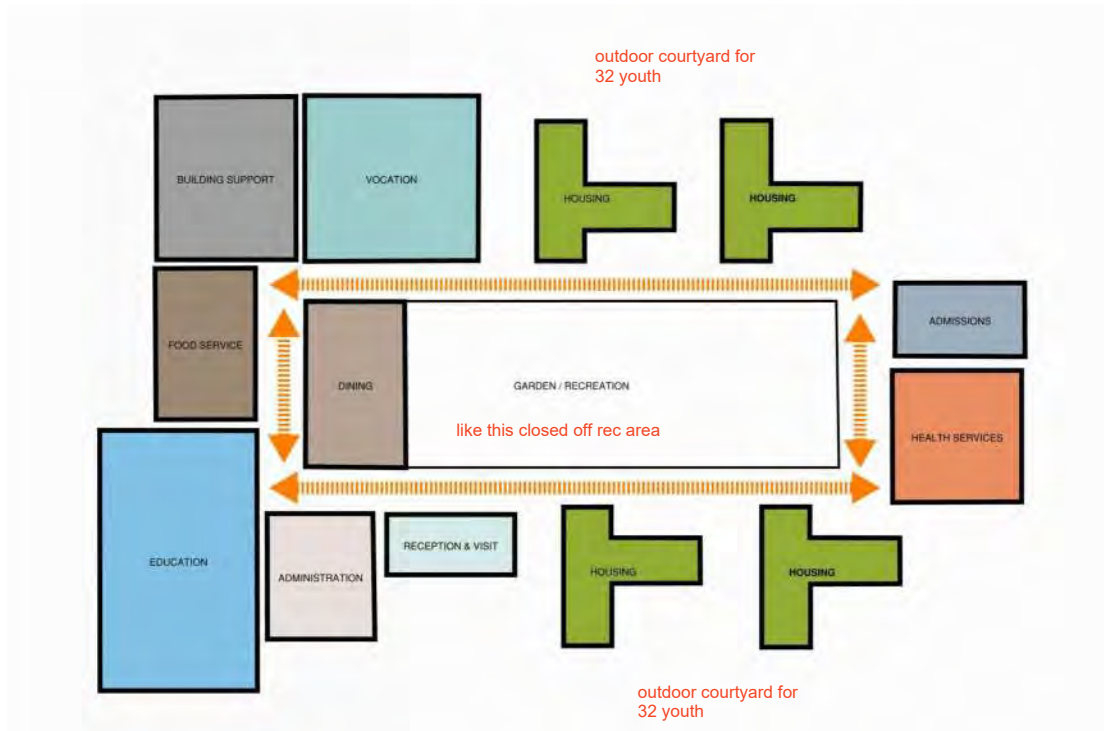 outdoor courtyard for
32 youth
BUILDING SUPPORT
VOCATION
HOUSING
HOUSING
ADMISSIONS
FOOD SERVICE
DINING
GARDEN / RECREATION
like this closed off rec area
HEALTH SERVICES
EDUCATION
ADMINISTRATION
RECEPTION & VISIT
HOUSING
HOUSING
outdoor courtyard for
32 youth